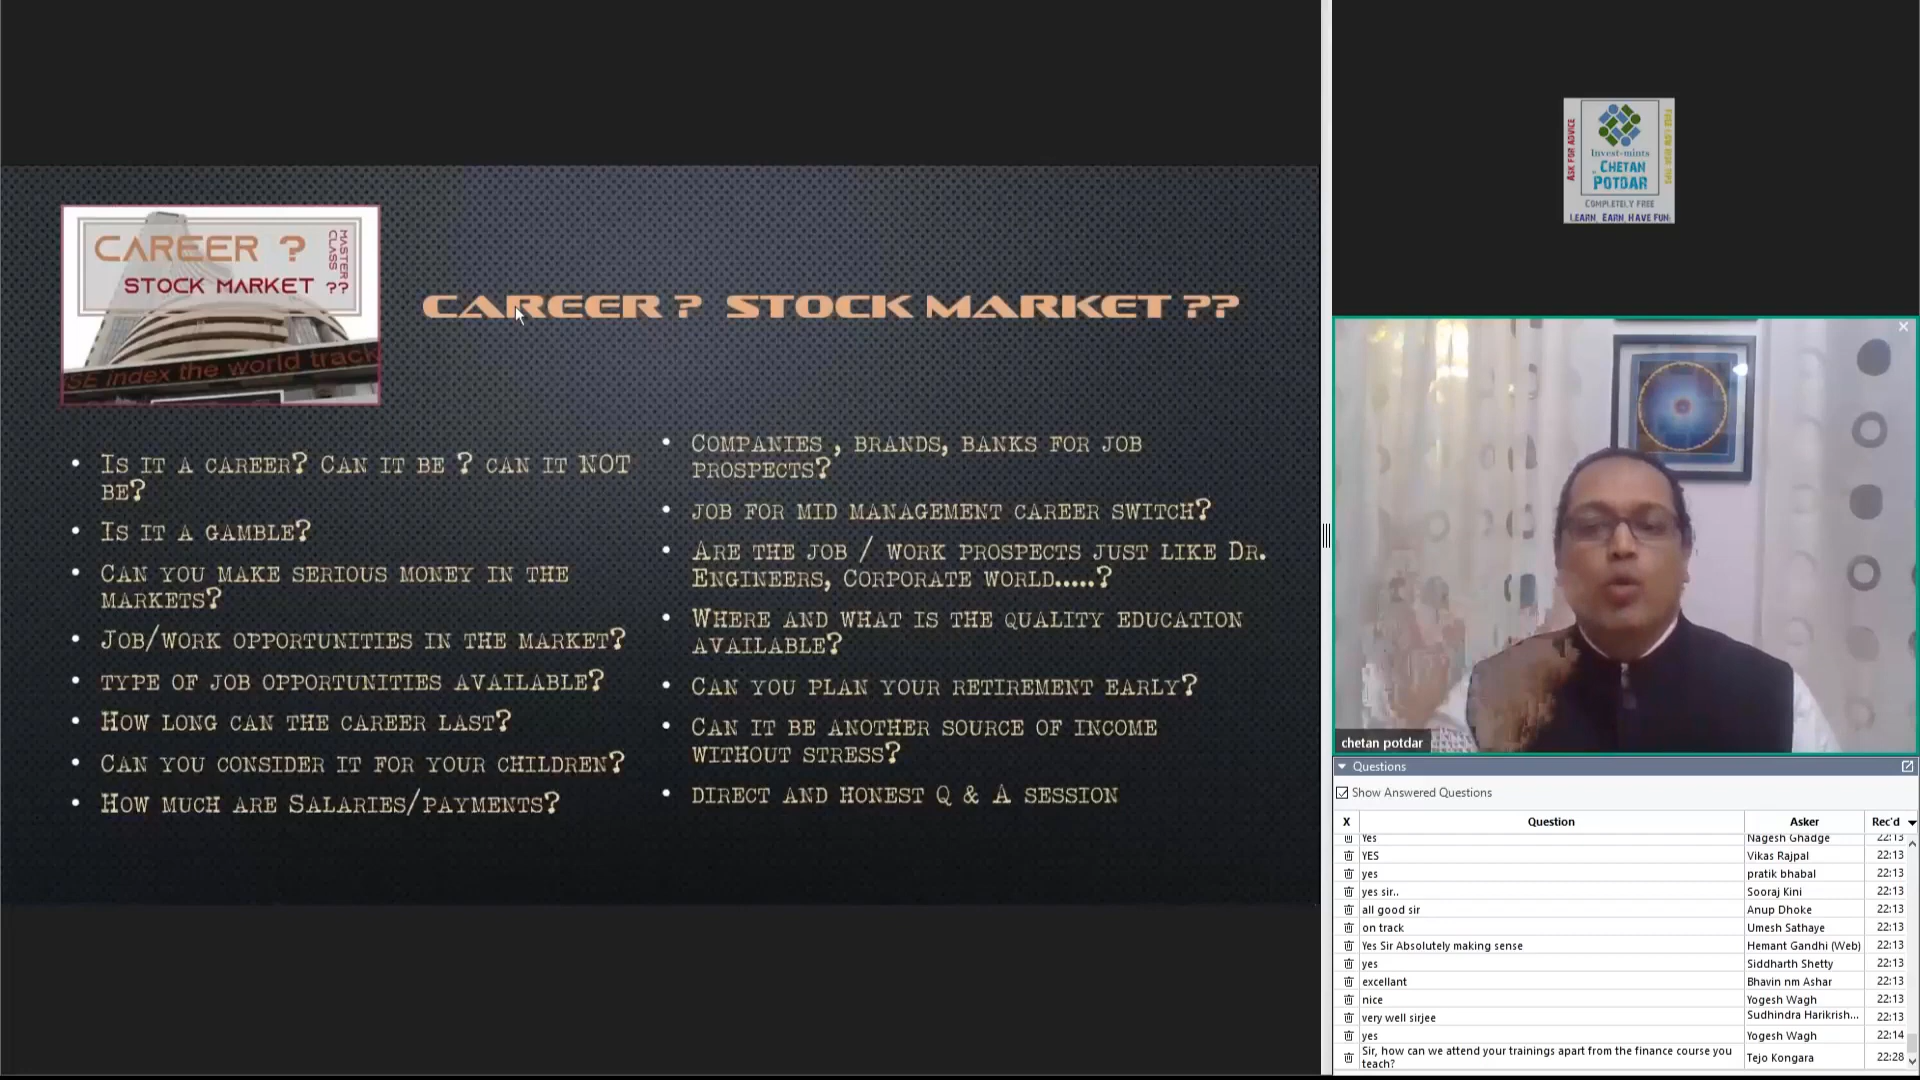 CAREER ?
STOCK MARKET ??
MASTER
CLASS
SE index the world track
CAREER ? STOCK MARKET ??
• Is it a career? Can it be ? can it NOT
be?
• Is it a gamble?
• Can you make serious money in the
markets?
• Job/work opportunities in the market?
• type of job opportunities available?
• How long can the career last?
• Can you consider it for your children?
• How much are Salaries/payments?
• Companies , brands, banks for job
prospects?
• job for mid management career switch?
• Are the job / work prospects just like Dr.
Engineers, Corporate world.....?
• Where and what is the quality education
available?
• Can you plan your retirement early?
• Can it be another source of income
without stress?
• direct and honest Q & A session
ASK FOR ADVICE
Invest-mints
CHETAN
POTDAR
COMPLETELY FREE
LEARN, EARN, HAVE FUN.
chetan potdar
Questions
Show Answered Questions
X Question Asker Rec'd
Yes Nagesh Ghadge 22:13
YES Vikas Rajpal 22:13
yes pratik bhabal 22:13
yes sir.. Sooraj Kini 22:13
all good sir Anup Dhoke 22:13
on track Umesh Sathaye 22:13
Yes Sir Absolutely making sense Hemant Gandhi (Web) 22:13
yes Siddharth Shetty 22:13
excellant Bhavin nm Ashar 22:13
nice Yogesh Wagh 22:13
very well sirjee Sudhindra Harikrish... 22:13
yes Yogesh Wagh 22:14
Sir, how can we attend your trainings apart from the finance course you
teach? Tejo Kongara 22:28